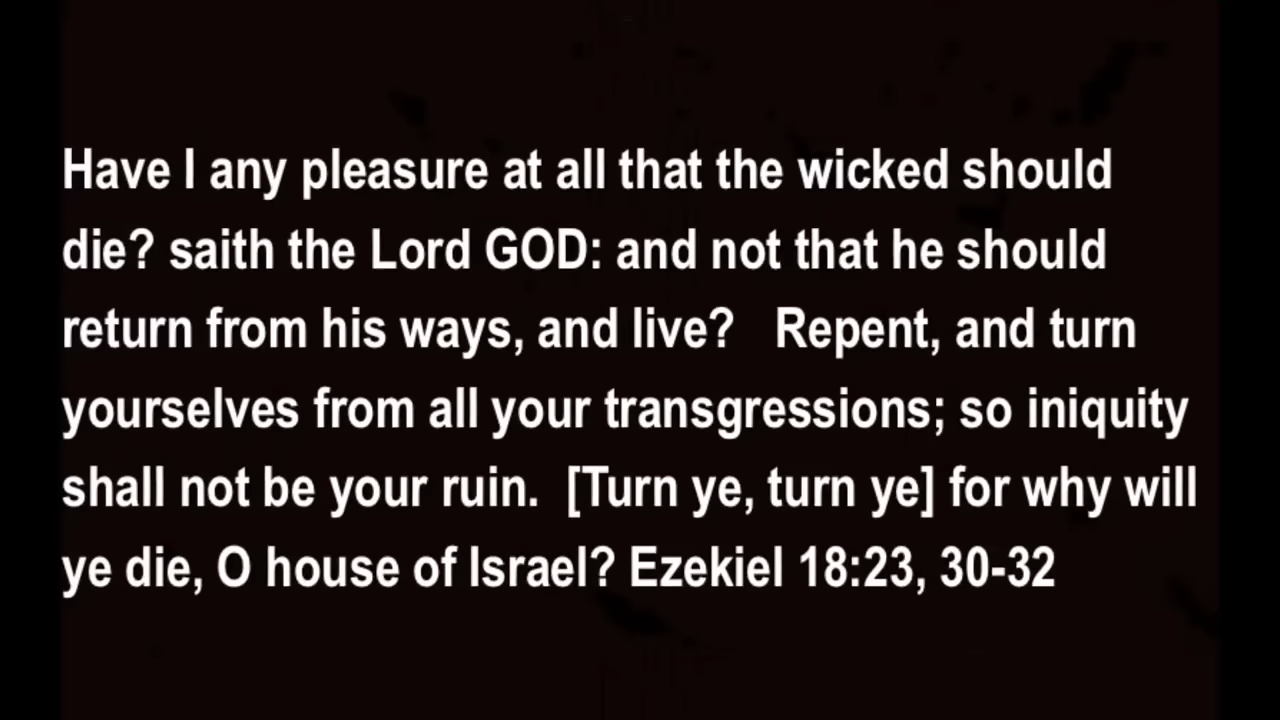 Have I any pleasure at all that the wicked should
die? saith the Lord GOD: and not that he should
return from his ways, and live?   Repent, and turn
yourselves from all your transgressions; so iniquity
shall not be your ruin.  [Turn ye, turn ye] for why will
ye die, O house of Israel? Ezekiel 18:23, 30-32